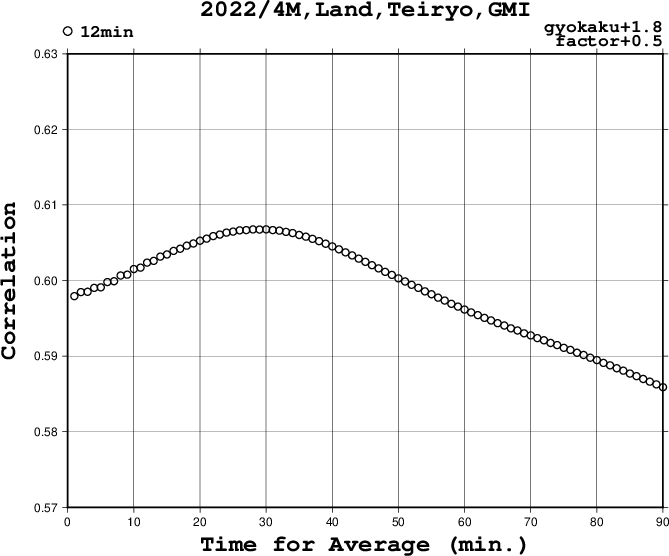 2022/4M,Land,Teiryo,GMI
12min
gyokaku+1.8
factor+0.5
0.63
0.62
0.61
0.60
0.59
0.58
0.57
Correlation
0 10 20 30 40 50 60 70 80 90
Time for Average (min.)